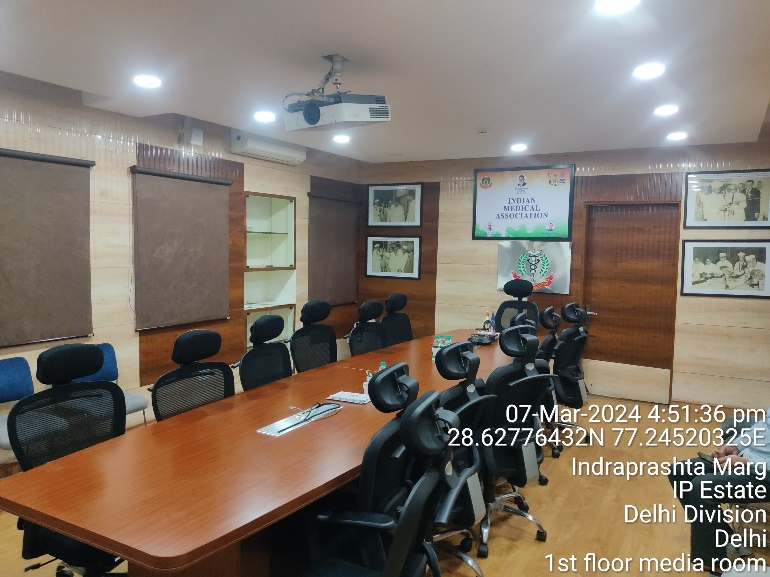 INDIAN
MEDICAL
ASSOCIATION
07-Mar-2024 4:51:36 pm
28.62776432N 77.24520325E
Indraprashta Marg
IP Estate
Delhi Division
Delhi
1st floor media room